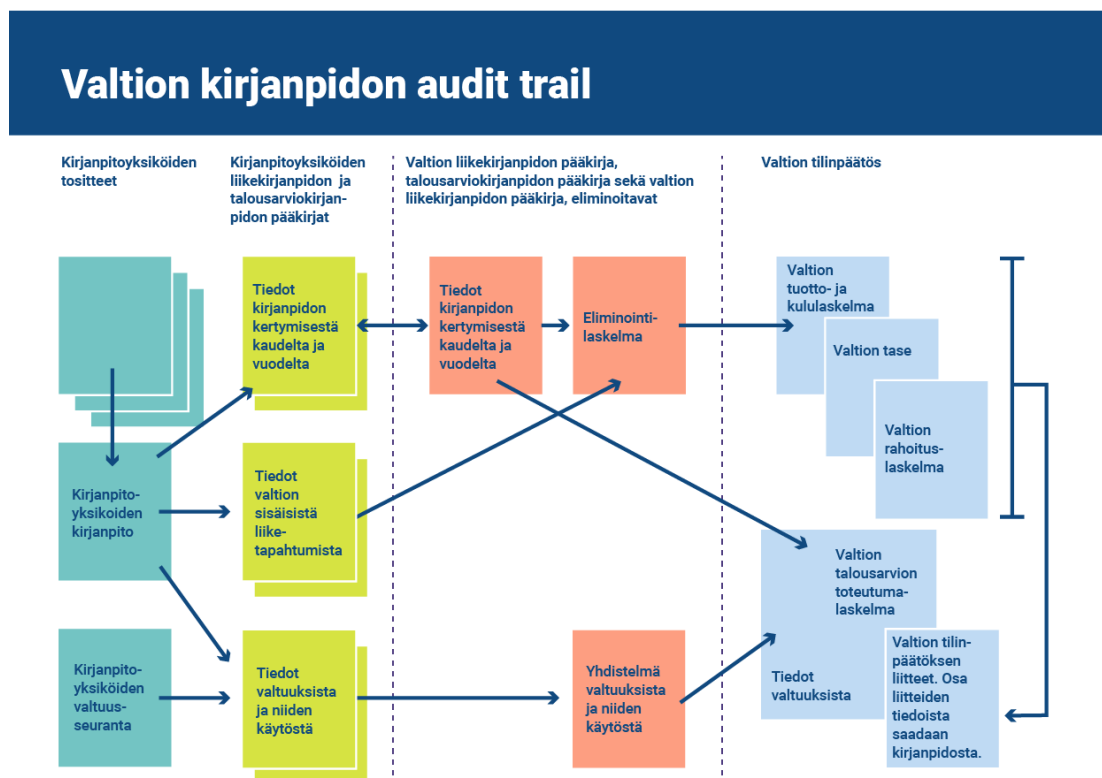 Valtion kirjanpidon audit trail
Kirjanpitoyksiköiden
tositteet
Kirjanpitoyksiköiden
liikekirjanpidon ja
talousarviokirjan-
pidon pääkirjat
Valtion liikekirjanpidon pääkirja,
talousarviokirjanpidon pääkirja sekä valtion
liikekirjanpidon pääkirja, eliminoitavat
Valtion tilinpäätös
Tiedot
kirjanpidon
kertymisestä
kaudelta ja
vuodelta
Tiedot
kirjanpidon
kertymisestä
kaudelta ja
vuodelta
Eliminointi-
laskelma
Valtion
tuotto- ja
kululaskelma
Valtion tase
Valtion
rahoitus-
laskelma
Kirjanpito-
yksikoiden
kirjanpito
Tiedot
valtion
sisäisistä
liike-
tapahtumista
Valtion
talousarvion
toteutuma-
laskelma
Kirjanpito-
yksiköiden
valtuus-
seuranta
Tiedot
valtuuksista
ja niiden
käytöstä
Yhdistelmä
valtuuksista
ja niiden
käytöstä
Tiedot
valtuuksista
Valtion tilin-
päätöksen
liitteet. Osa
liitteiden
tiedoista
saadaan
kirjanpidosta.